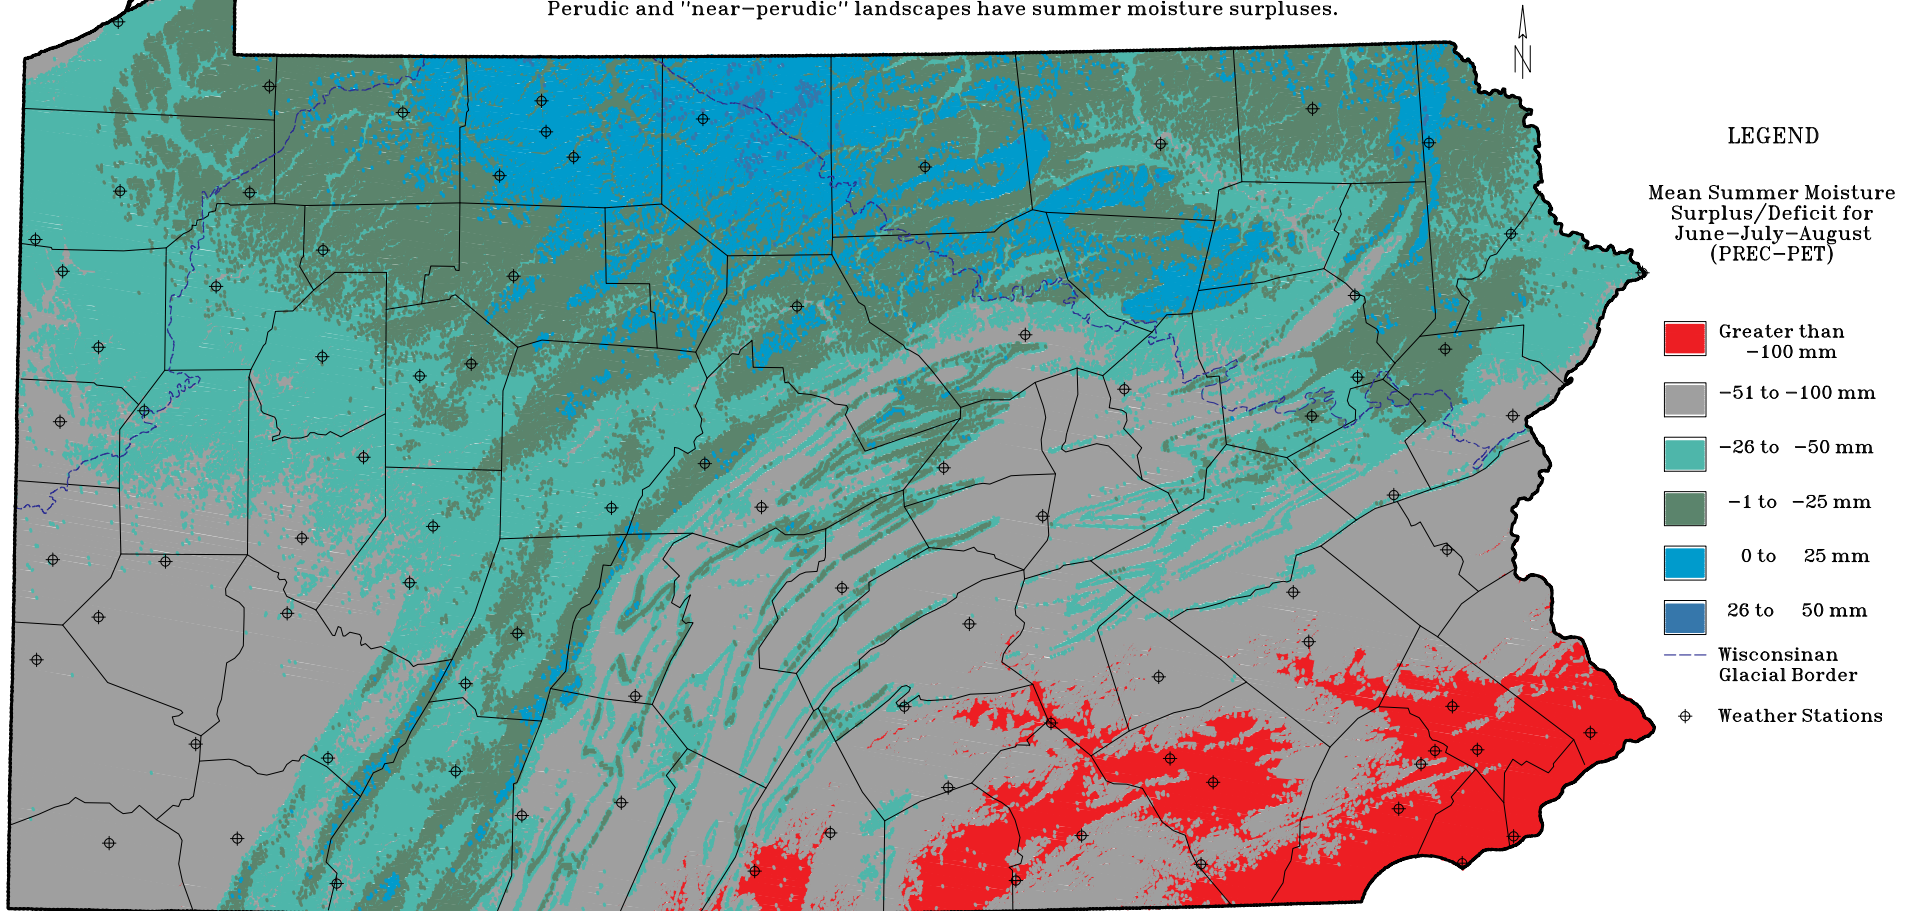 Perudic and "near-perudic" landscapes have summer moisture surpluses.
N
LEGEND
Mean Summer Moisture
Surplus/Deficit for
June-July-August
(PREC-PET)
Greater than
-100 mm
-51 to -100 mm
-26 to -50 mm
-1 to -25 mm
0 to 25 mm
26 to 50 mm
Wisconsinan
Glacial Border
Weather Stations